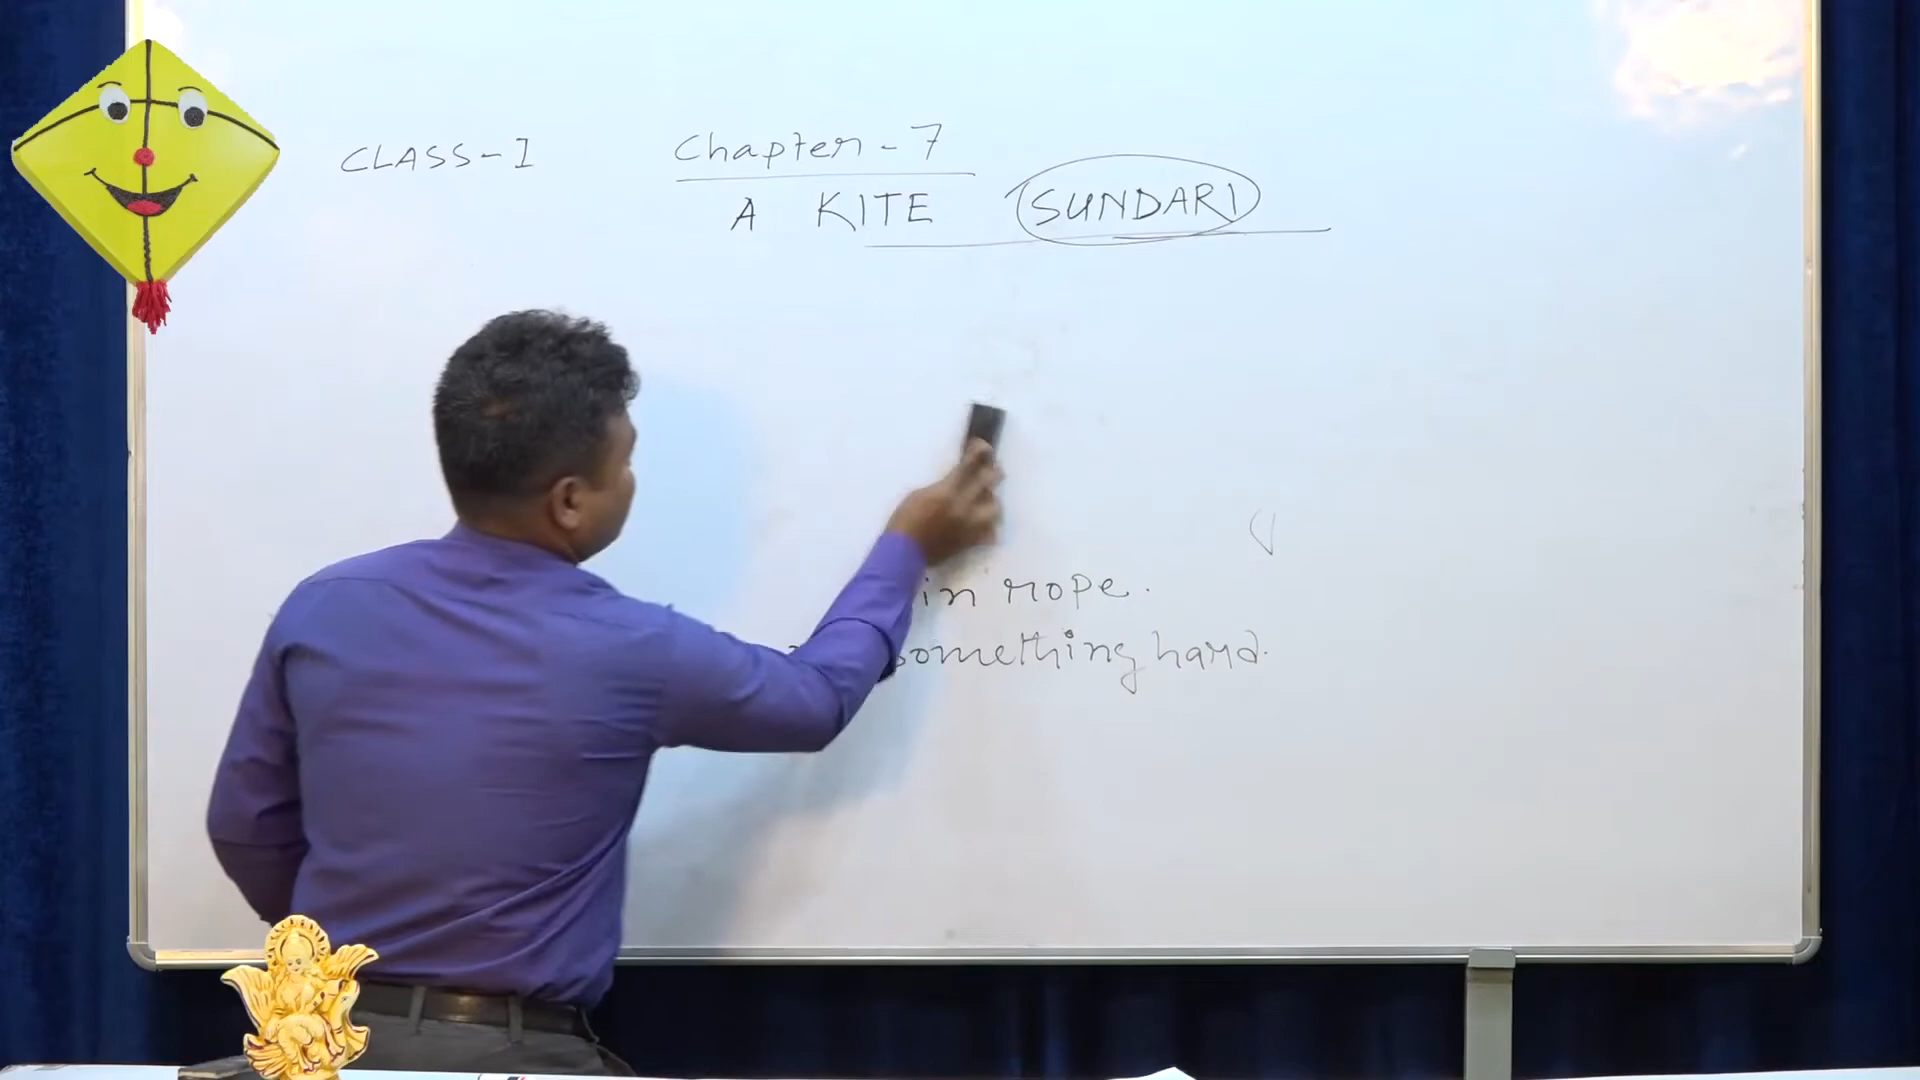 CLASS-I
Chapter-7
A KITE SUNDARI
in rope.
something hard.